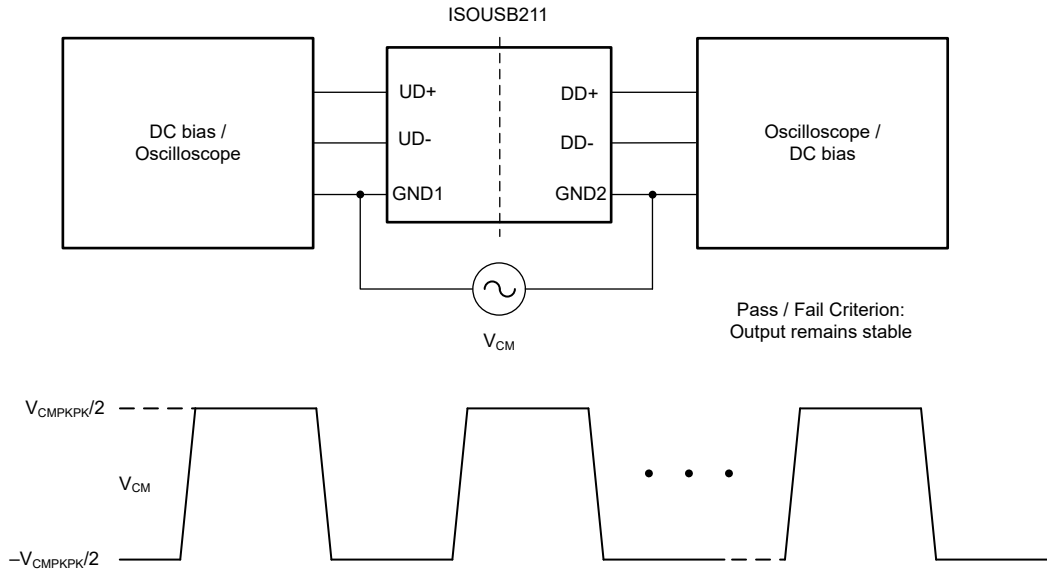 ISOUSB211
DC bias /
Oscilloscope
UD+
UD-
GND1
DD+
DD-
GND2
Oscilloscope /
DC bias
V_CM
Pass / Fail Criterion:
Output remains stable
V_CMPKPK/2
V_CM
–V_CMPKPK/2